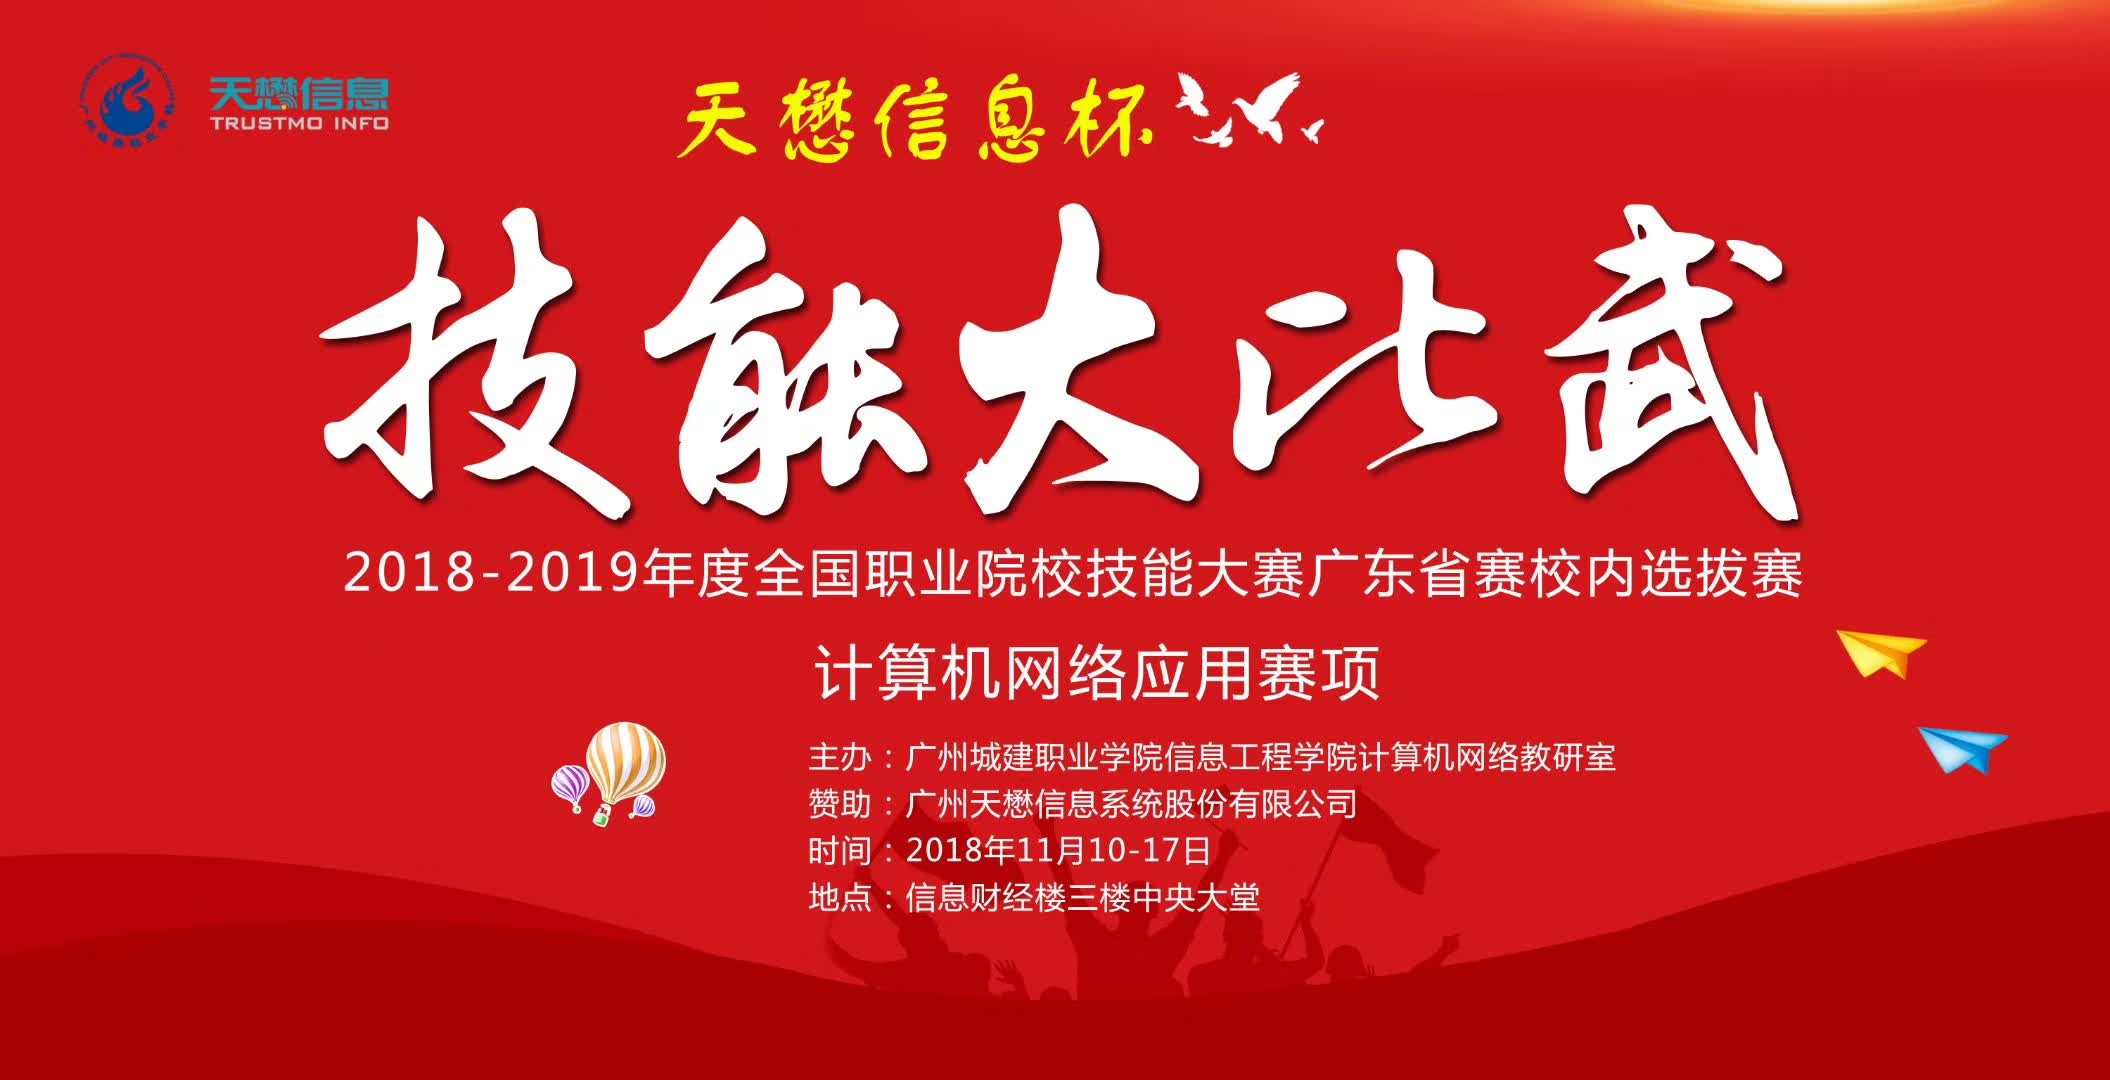 天懋信息
TRUSTMO INFO
天懋信息杯
技能大比武
2018-2019年度全国职业院校技能大赛广东省赛校内选拔赛
计算机网络应用赛项
主办：广州城建职业学院信息工程学院计算机网络教研室
赞助：广州天懋信息系统股份有限公司
时间：2018年11月10-17日
地点：信息财经楼三楼中央大堂